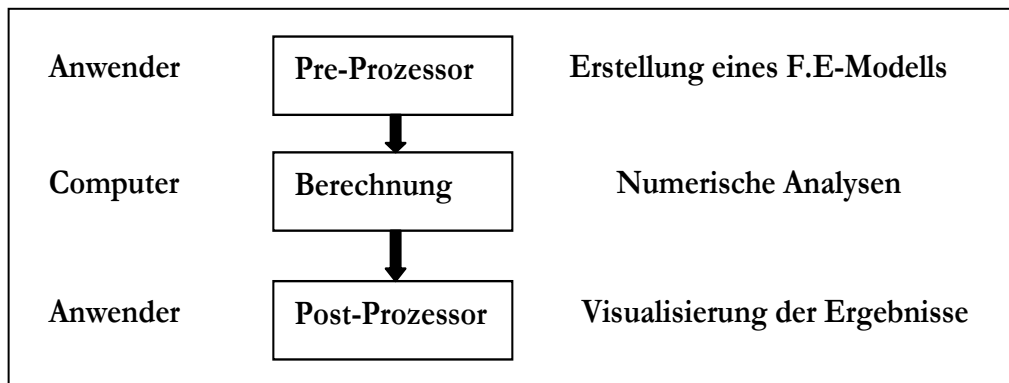 Anwender Pre-Prozessor Erstellung eines F.E-Modells
Computer Berechnung Numerische Analysen
Anwender Post-Prozessor Visualisierung der Ergebnisse